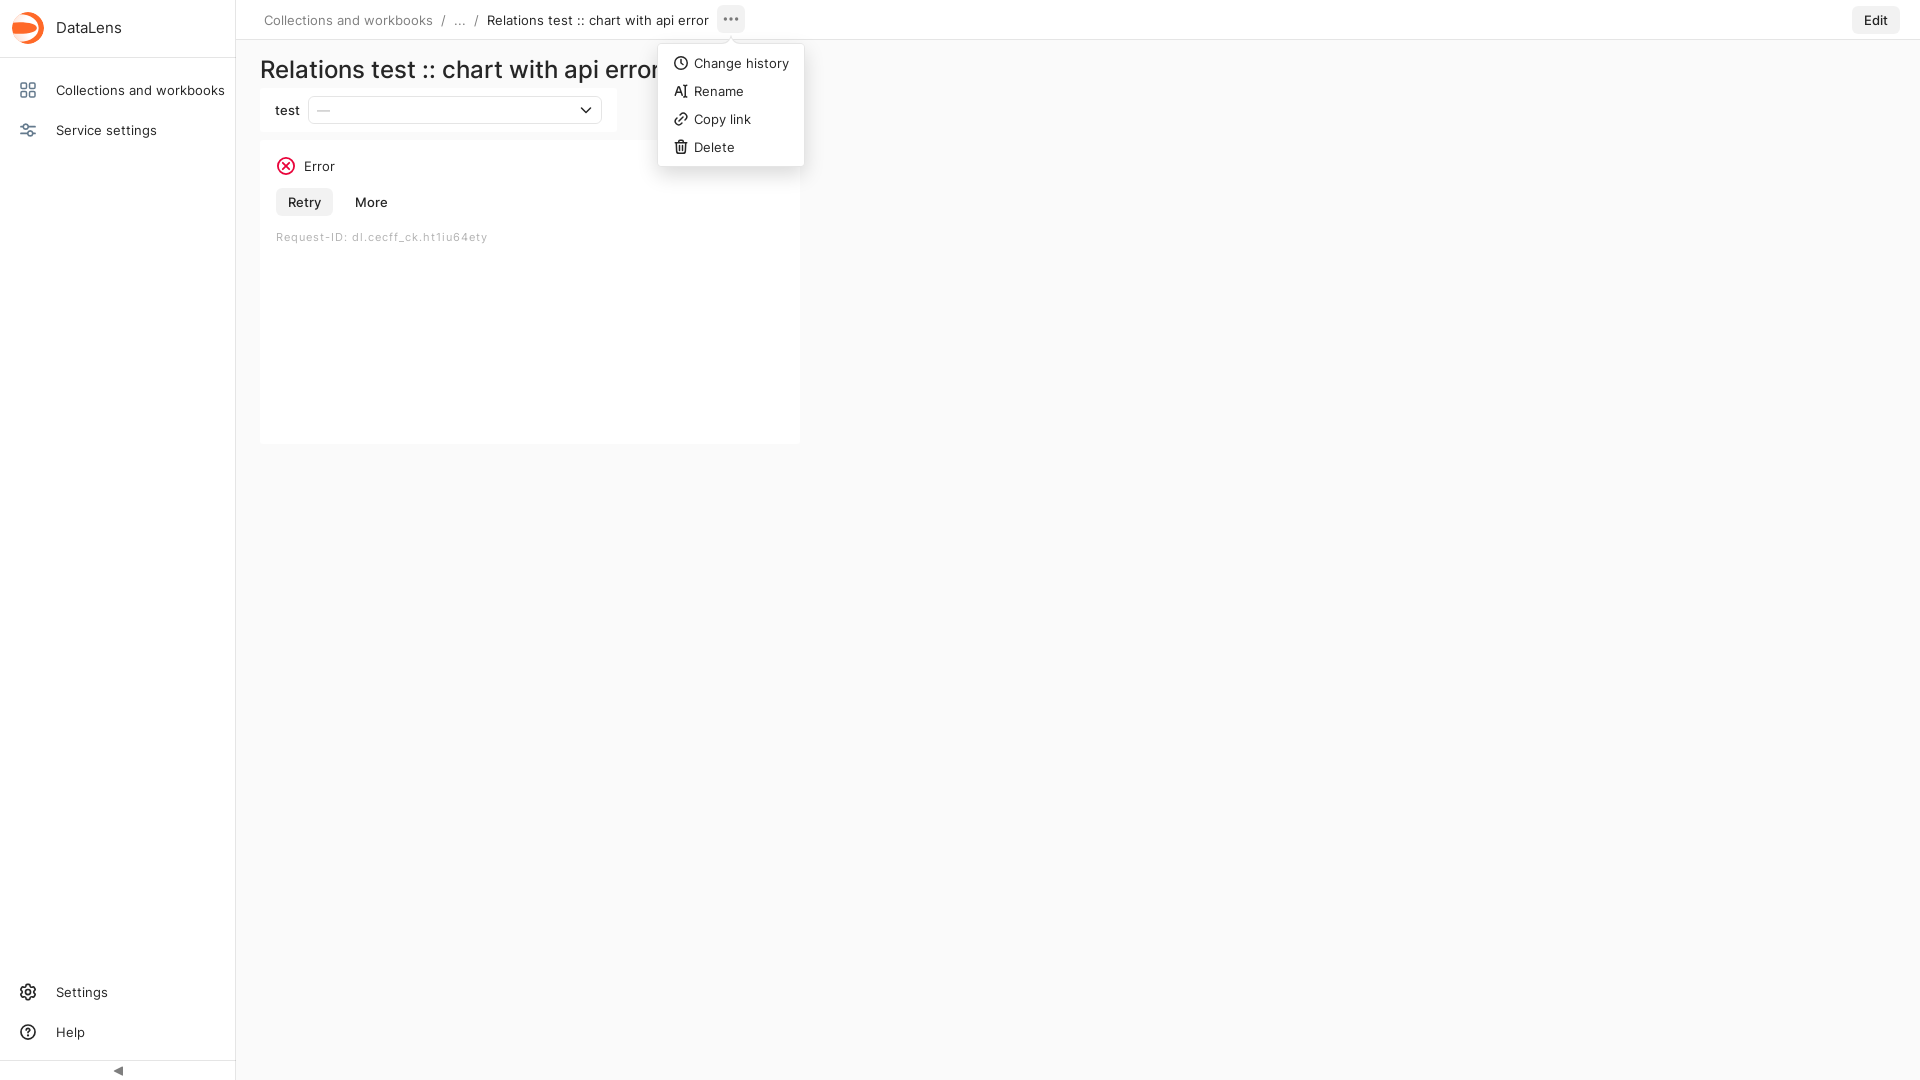 DataLens
Collections and workbooks
Service settings
Settings
Help
Collections and workbooks / ... / Relations test :: chart with api error
Edit
Relations test :: chart with api error
Change history
Rename
Copy link
Delete
test —
Error
Retry More
Request-ID: dl.cecff_ck.ht1iu64ety